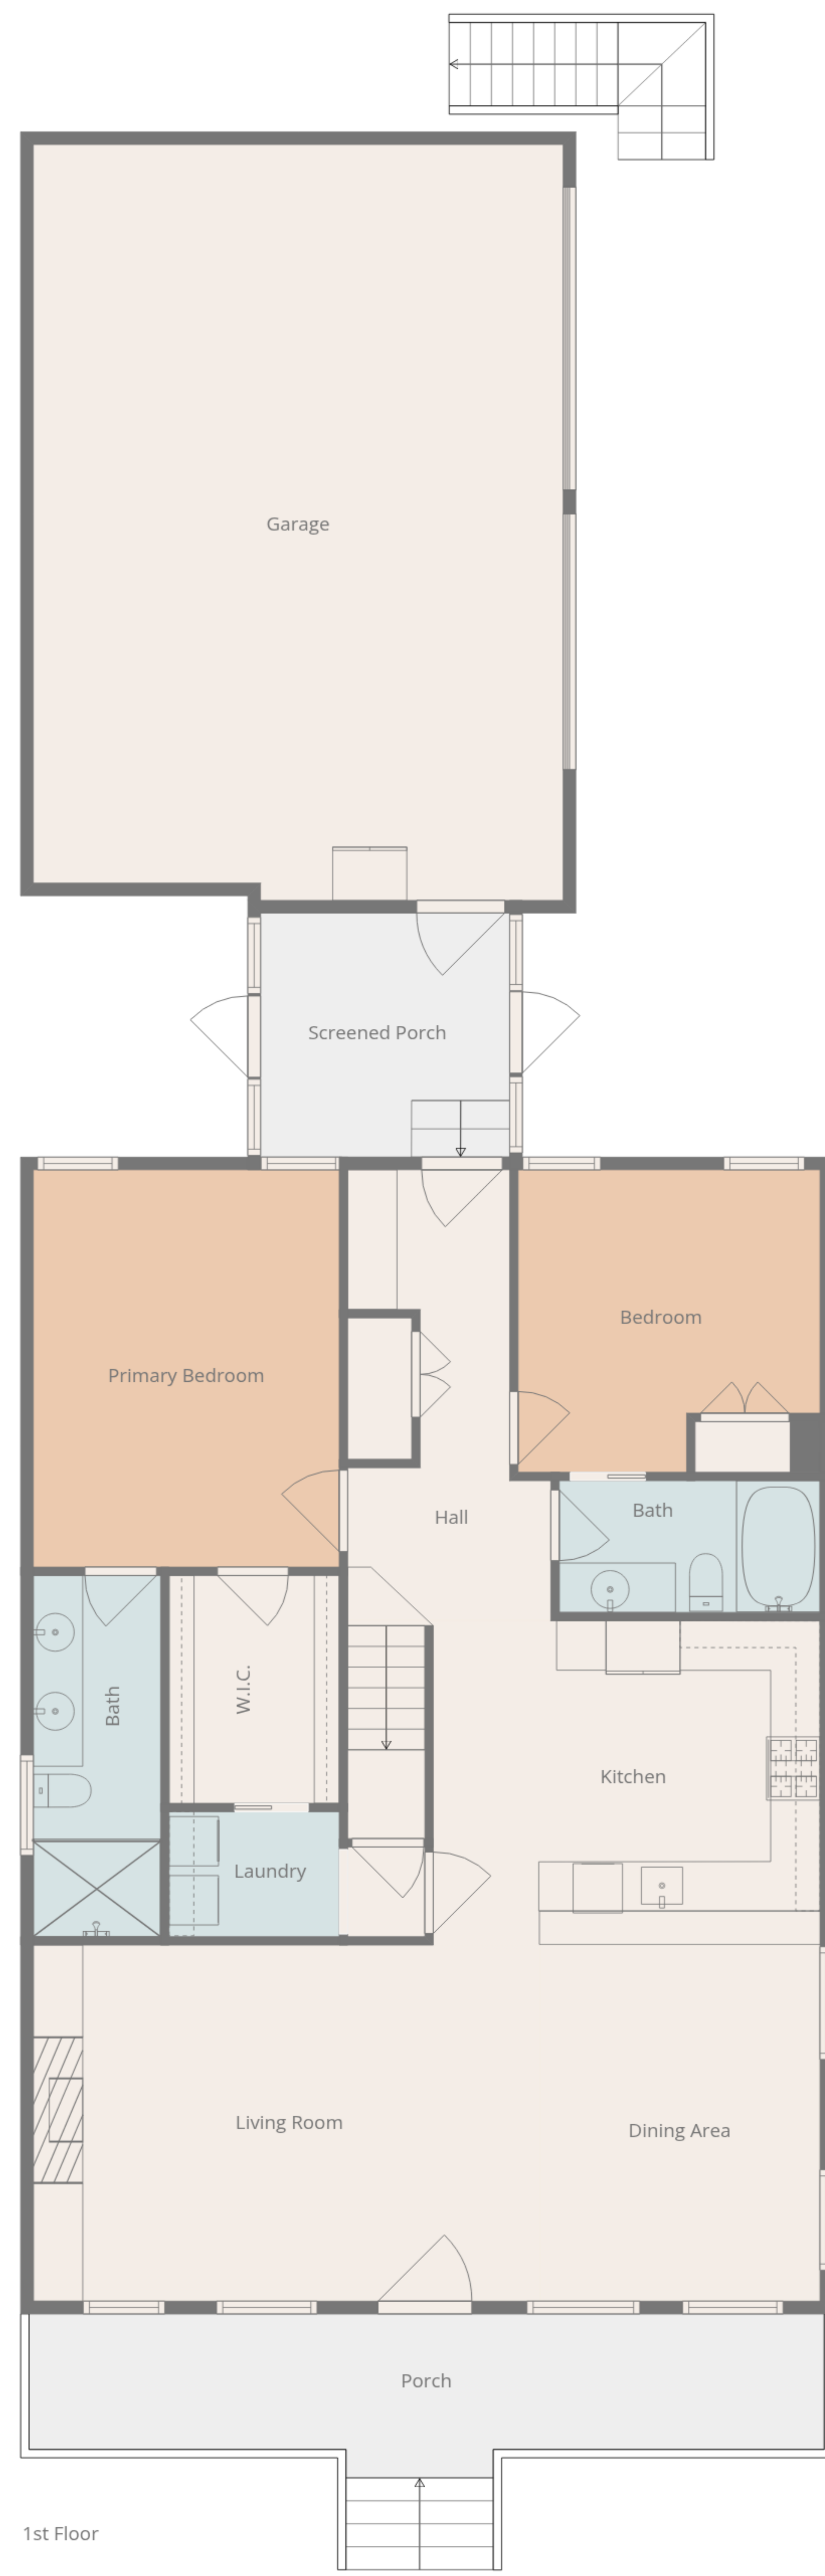 Garage
Screened Porch
Bedroom
Primary Bedroom
Bath
Hall
W.I.C.
Bath
Kitchen
Laundry
Living Room
Dining Area
Porch
1st Floor